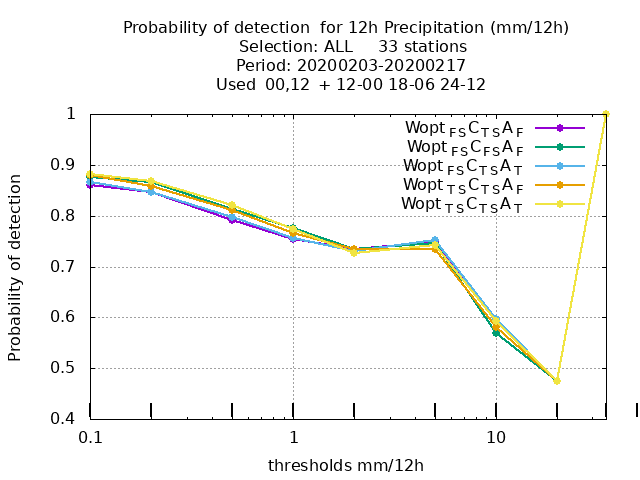 Probability of detection  for 12h Precipitation (mm/12h)
Selection: ALL     33 stations
Period: 20200203-20200217
Used  00,12  + 12-00 18-06 24-12
Wopt FS C TS A F
Wopt FS C FS A F
Wopt FS C TS A T
Wopt TS C TS A F
Wopt TS C TS A T
1
0.9
0.8
0.7
0.6
0.5
0.4
Probability of detection
0.1 1 10
thresholds mm/12h